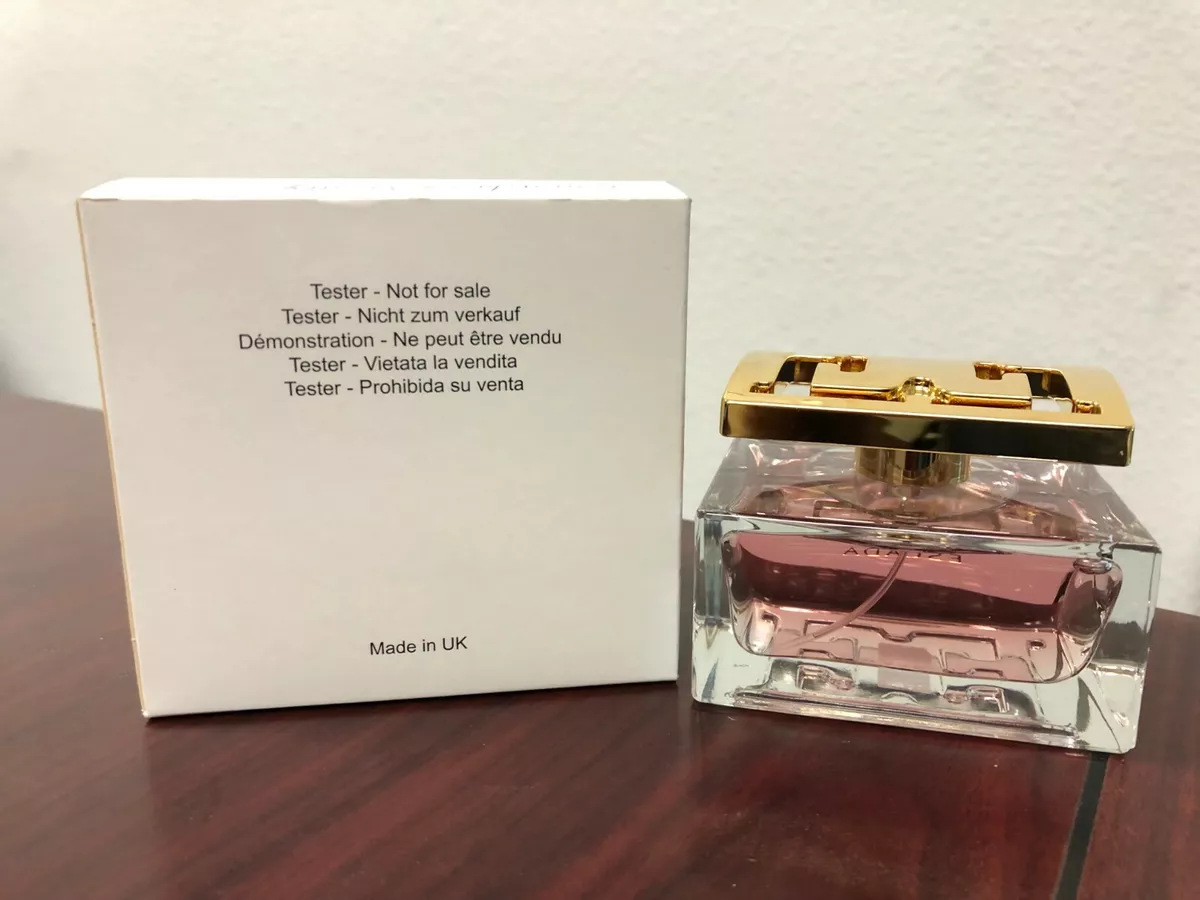 Tester - Not for sale
Tester - Nicht zum verkauf
Démonstration - Ne peut être vendu
Tester - Vietata la vendita
Tester - Prohibida su venta
Made in UK